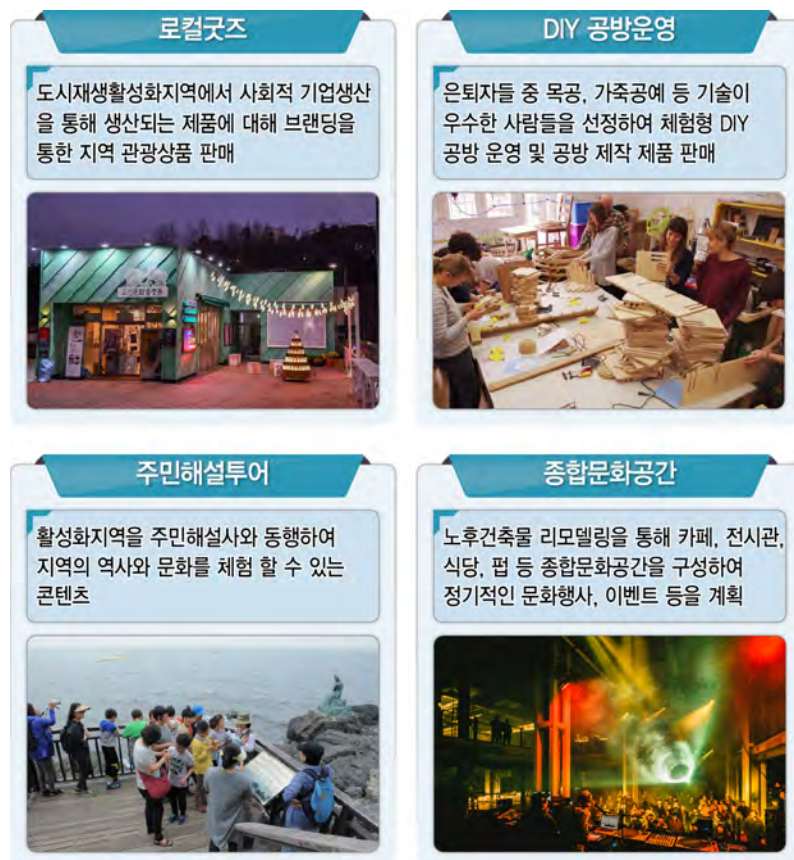 로컬굿즈
도시재생활성화지역에서 사회적 기업생산
을 통해 생산되는 제품에 대해 브랜딩을
통한 지역 관광상품 판매
DIY 공방운영
은퇴자들 중 목공, 가죽공예 등 기술이
우수한 사람들을 선정하여 체험형 DIY
공방 운영 및 공방 제작 제품 판매
주민해설투어
활성화지역을 주민해설사와 동행하여
지역의 역사와 문화를 체험 할 수 있는
콘텐츠
종합문화공간
노후건축물 리모델링을 통해 카페, 전시관,
식당, 펍 등 종합문화공간을 구성하여
정기적인 문화행사, 이벤트 등을 계획